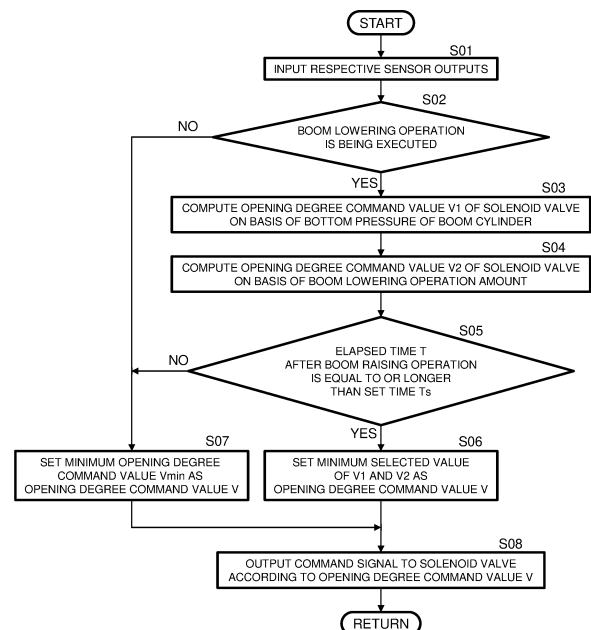 START
S01
INPUT RESPECTIVE SENSOR OUTPUTS
S02
NO
BOOM LOWERING OPERATION
IS BEING EXECUTED
YES
S03
COMPUTE OPENING DEGREE COMMAND VALUE V1 OF SOLENOID VALVE
ON BASIS OF BOTTOM PRESSURE OF BOOM CYLINDER
S04
COMPUTE OPENING DEGREE COMMAND VALUE V2 OF SOLENOID VALVE
ON BASIS OF BOOM LOWERING OPERATION AMOUNT
S05
NO
ELAPSED TIME T
AFTER BOOM RAISING OPERATION
IS EQUAL TO OR LONGER
THAN SET TIME Ts
YES
S07
SET MINIMUM OPENING DEGREE
COMMAND VALUE Vmin AS
OPENING DEGREE COMMAND VALUE V
S06
SET MINIMUM SELECTED VALUE
OF V1 AND V2 AS
OPENING DEGREE COMMAND VALUE V
S08
OUTPUT COMMAND SIGNAL TO SOLENOID VALVE
ACCORDING TO OPENING DEGREE COMMAND VALUE V
RETURN